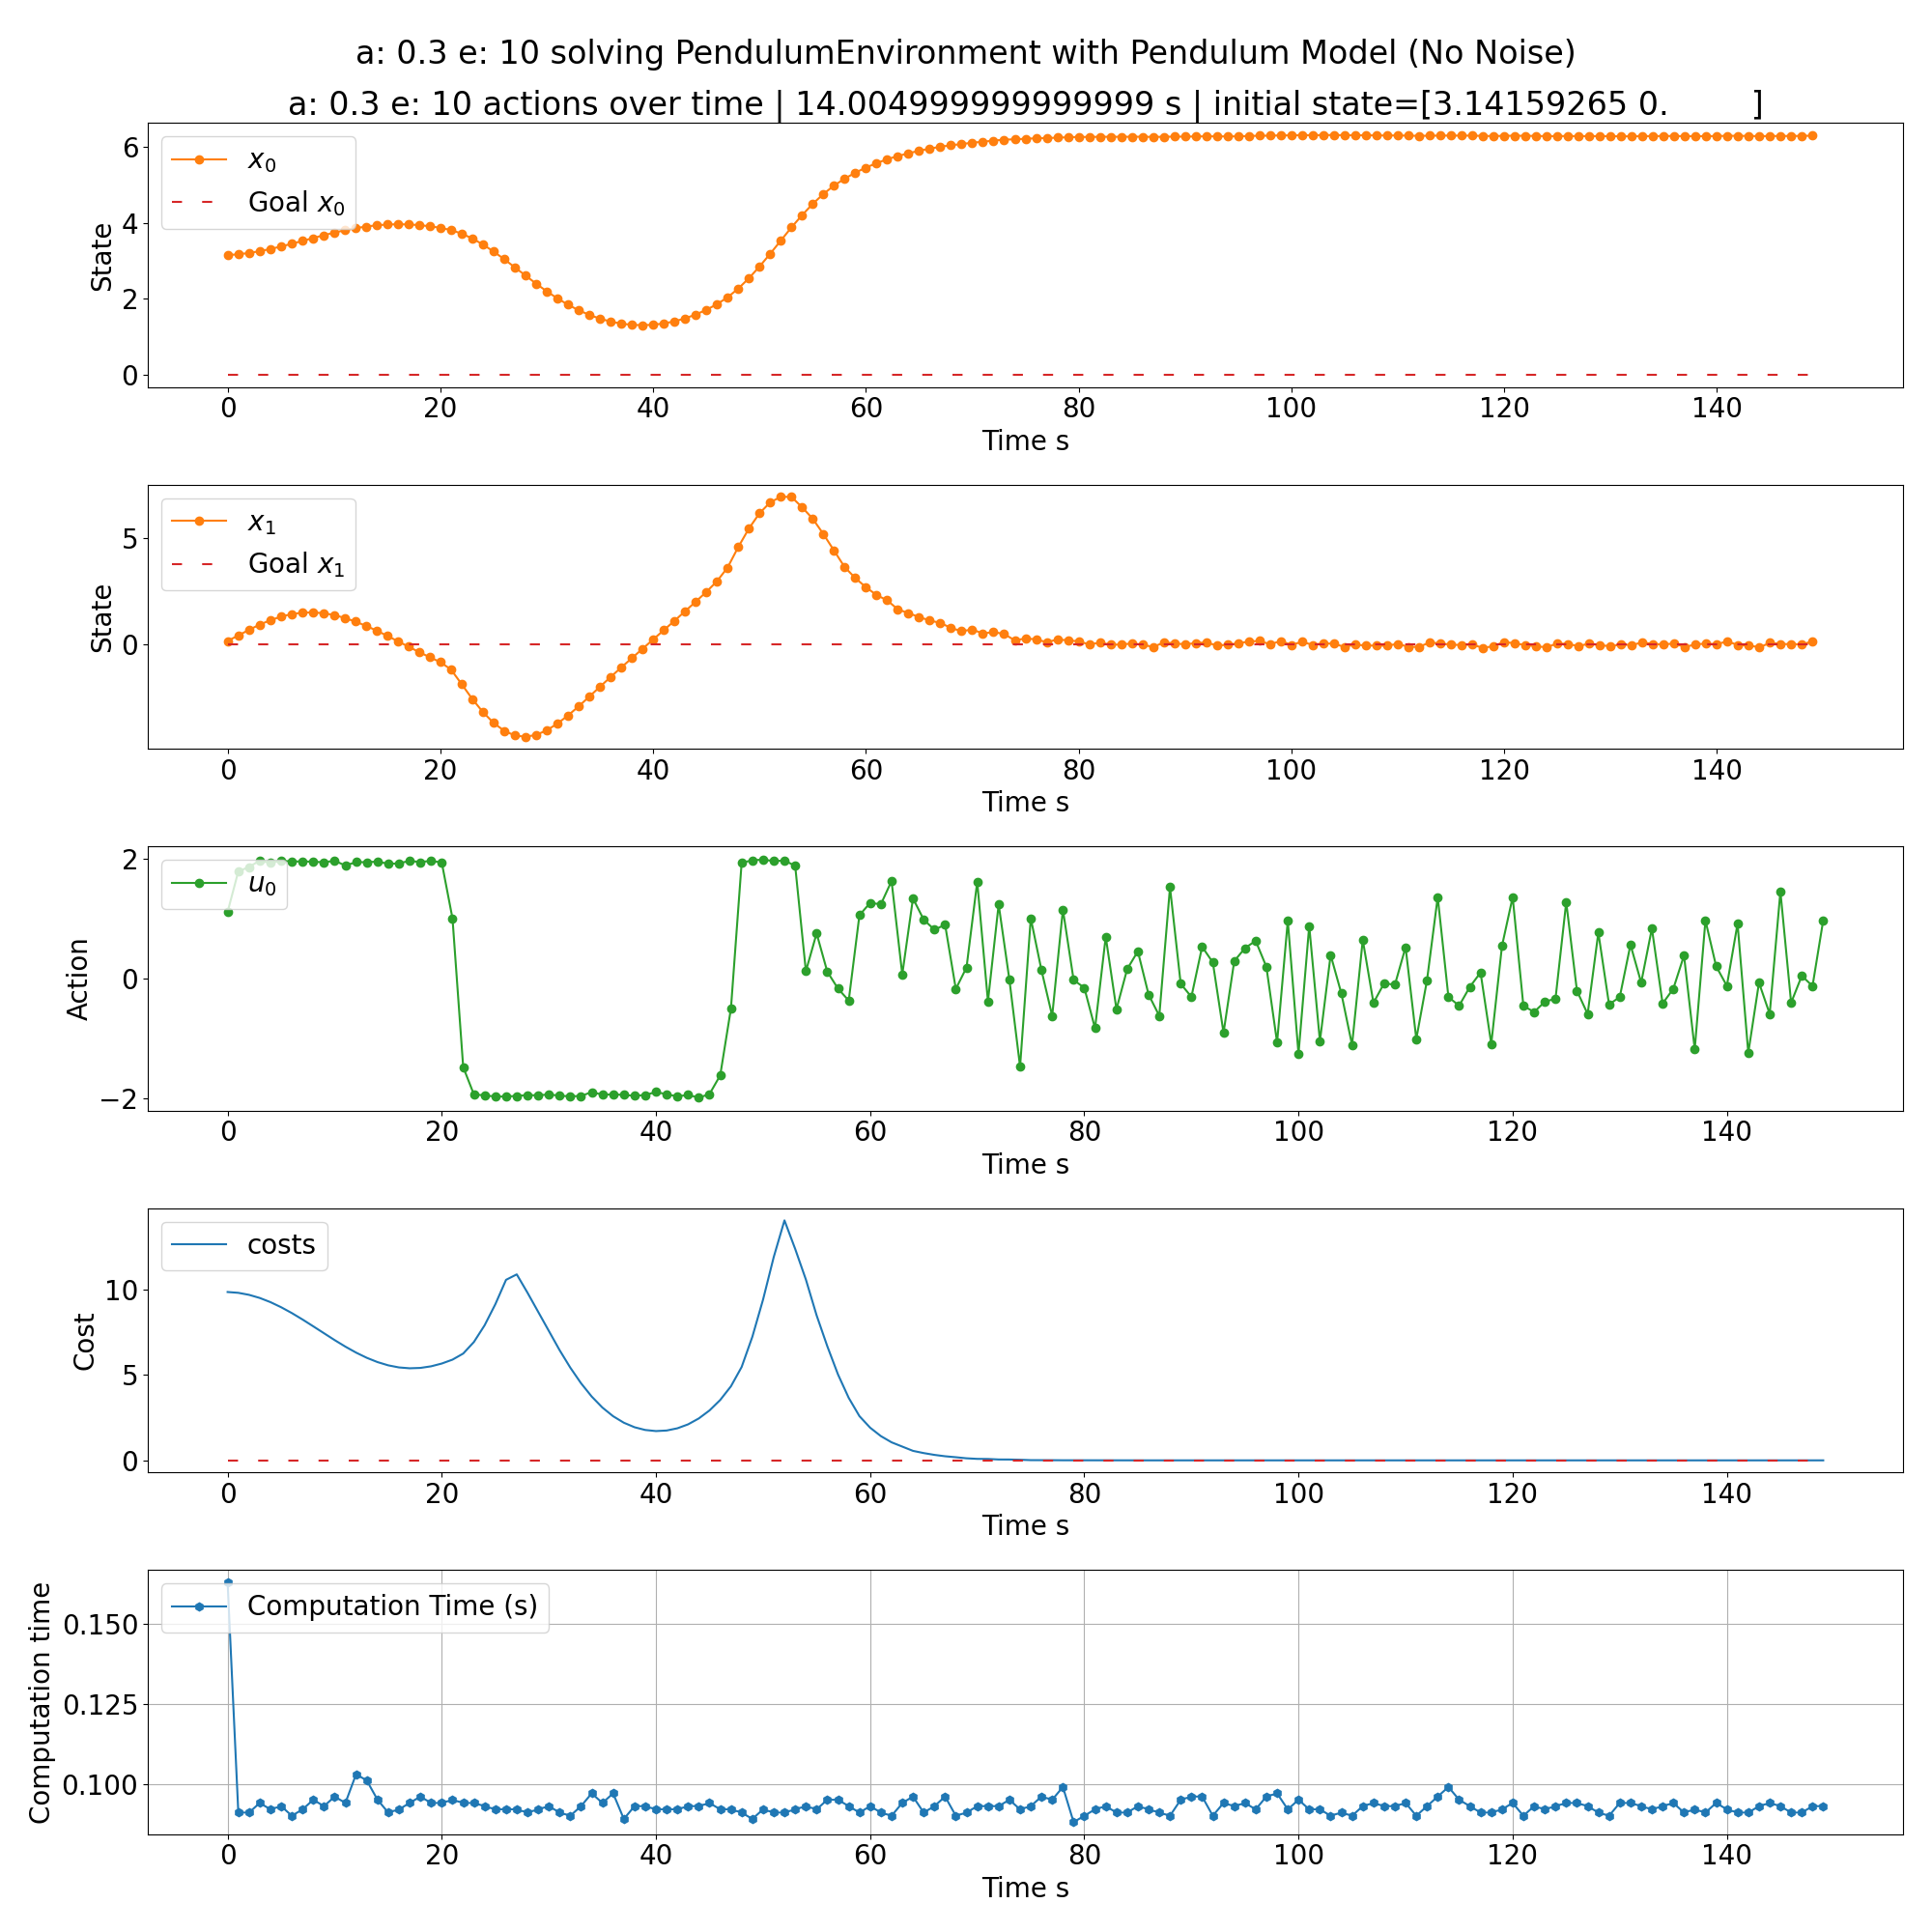 a: 0.3 e: 10 solving PendulumEnvironment with Pendulum Model (No Noise)
a: 0.3 e: 10 actions over time | 14.004999999999999 s | initial state=[3.14159265 0.        ]
x₀
Goal x₀
State
6
4
2
0
0 20 40 60 80 100 120 140
Time s
x₁
Goal x₁
State
5
0
0 20 40 60 80 100 120 140
Time s
u₀
Action
2
0
−2
0 20 40 60 80 100 120 140
Time s
costs
Cost
10
5
0
0 20 40 60 80 100 120 140
Time s
Computation Time (s)
Computation time
0.150
0.125
0.100
0 20 40 60 80 100 120 140
Time s